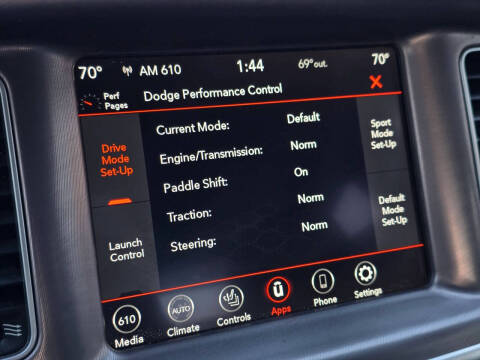 70° AM 610 1:44 69° out. 70°
Perf Pages Dodge Performance Control
Drive Mode Set-Up
Launch Control
Current Mode: Default
Engine/Transmission: Norm
Paddle Shift: On
Traction: Norm
Steering: Norm
Sport Mode Set-Up
Default Mode Set-Up
610 AUTO
Media Climate Controls Apps Phone Settings